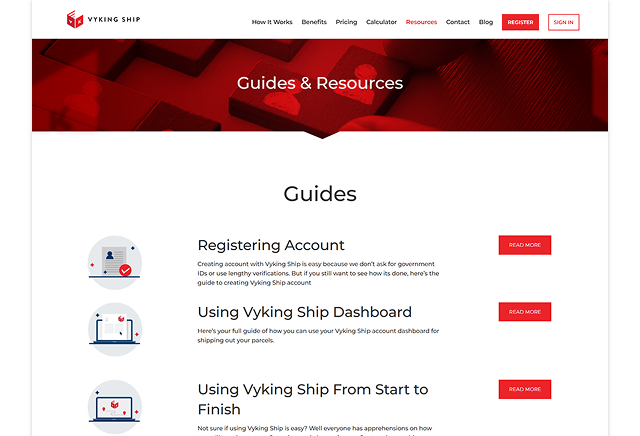 VYKING SHIP
How It Works Benefits Pricing Calculator Resources Contact Blog REGISTER SIGN IN
Guides & Resources
Guides
Registering Account
READ MORE
Creating account with Vyking Ship is easy because we don't ask for government
IDs or use lengthy verifications. But if you still want to see how its done, here's the
guide to creating Vyking Ship account
Using Vyking Ship Dashboard
READ MORE
Here's your full guide of how you can use your Vyking Ship account dashboard for
shipping out your parcels.
Using Vyking Ship From Start to
Finish
READ MORE
Not sure if using Vyking Ship is easy? Well everyone has apprehensions on how